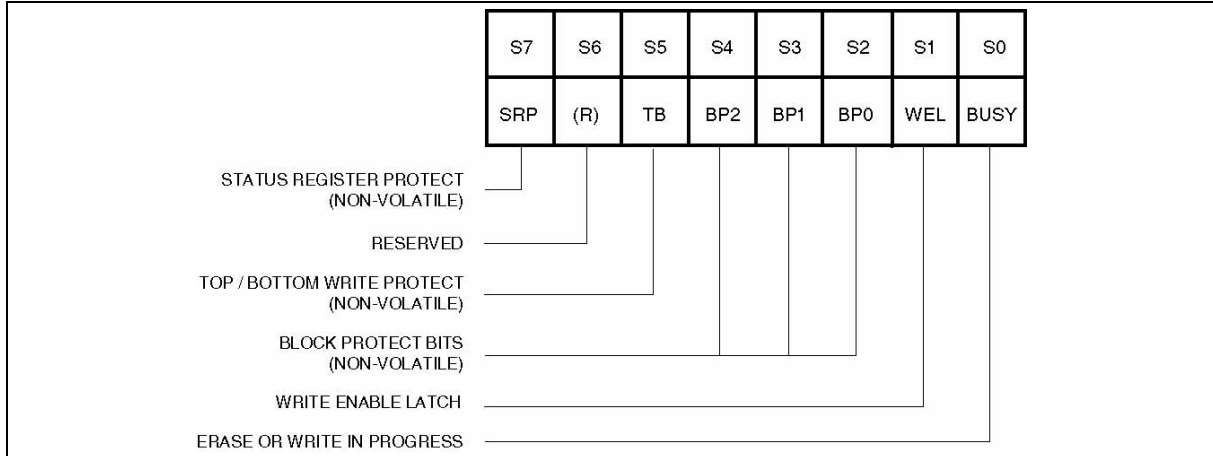 S7 S6 S5 S4 S3 S2 S1 S0
SRP (R) TB BP2 BP1 BP0 WEL BUSY
STATUS REGISTER PROTECT
(NON-VOLATILE)
RESERVED
TOP / BOTTOM WRITE PROTECT
(NON-VOLATILE)
BLOCK PROTECT BITS
(NON-VOLATILE)
WRITE ENABLE LATCH
ERASE OR WRITE IN PROGRESS